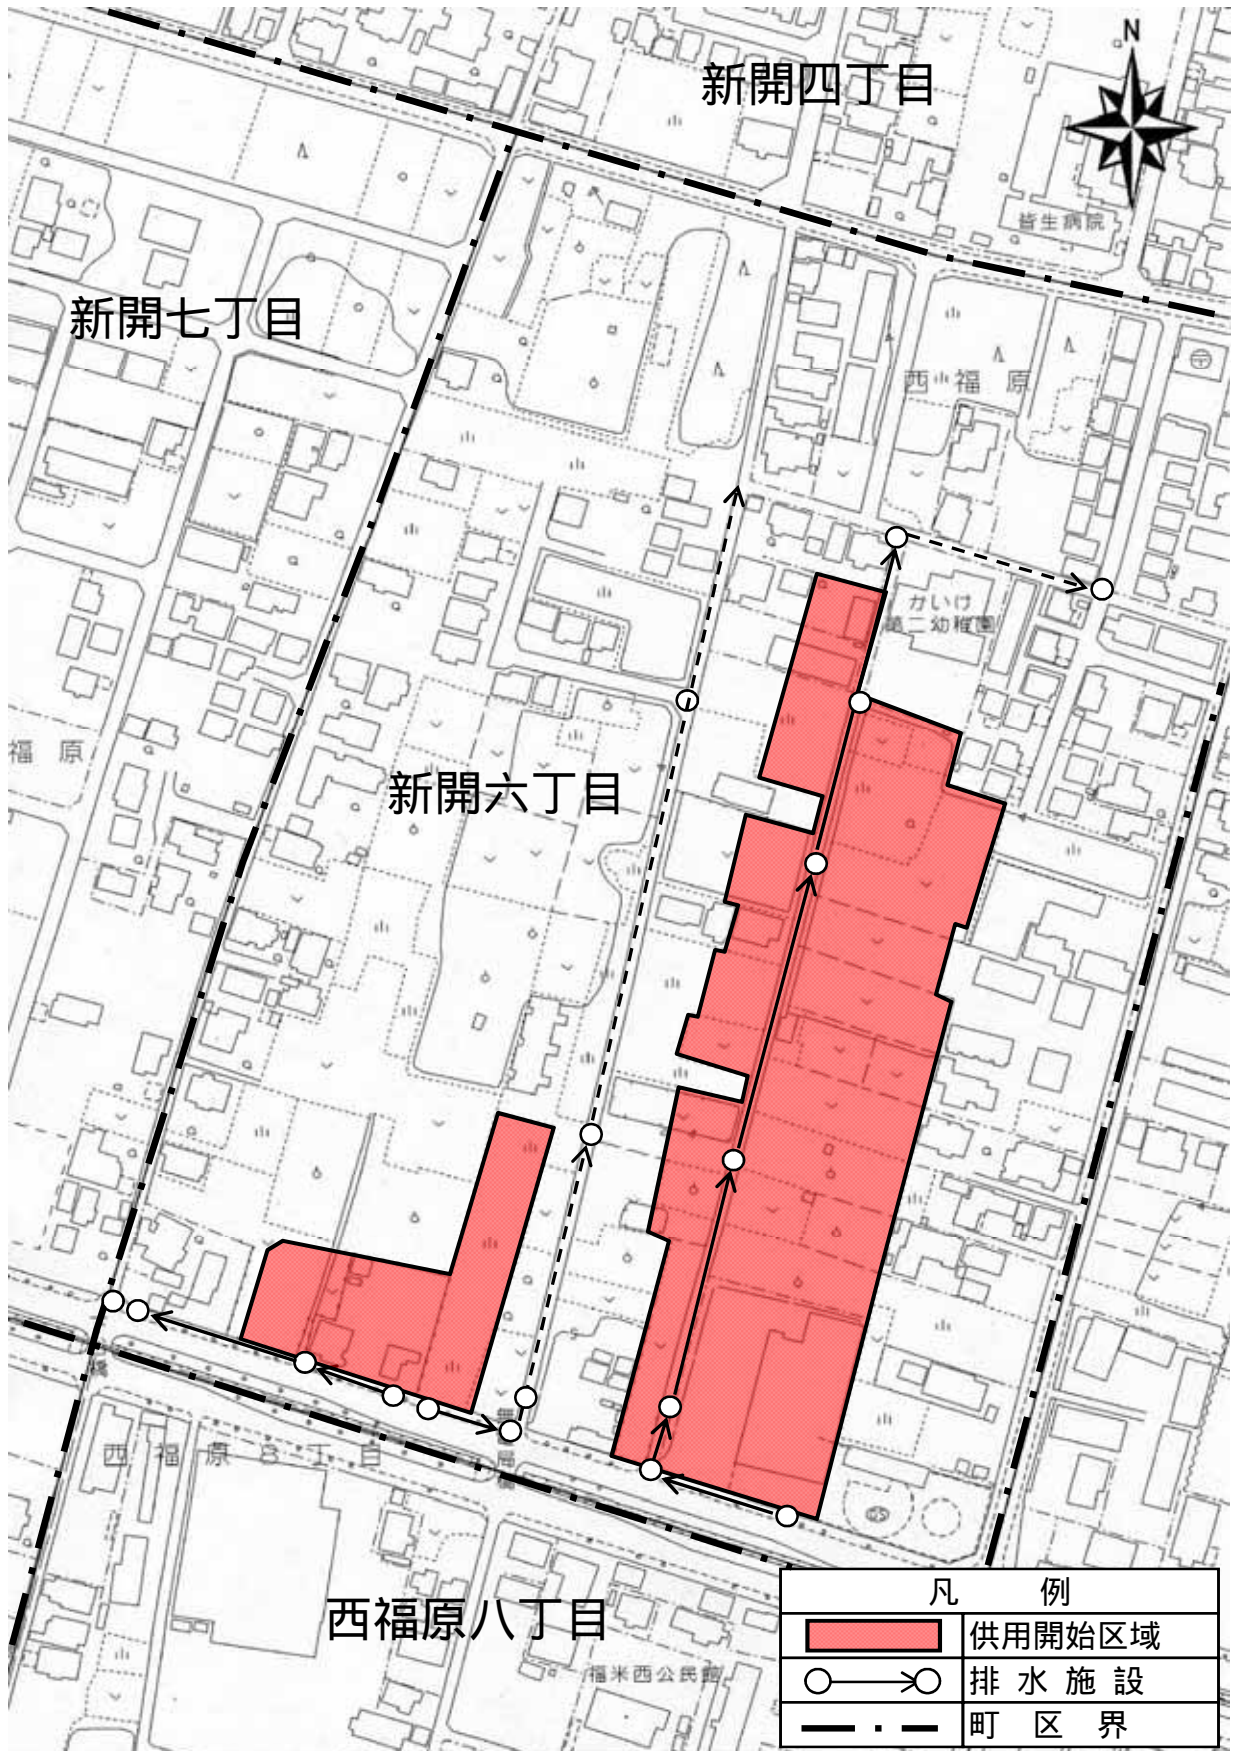 N
新開四丁目
皆生病院
新開七丁目
西福原
かいけ
第二幼稚園
福原
新開六丁目
西福原8丁目
西福原八丁目
福米西公民館
凡 例
供用開始区域
排水施設
町区界